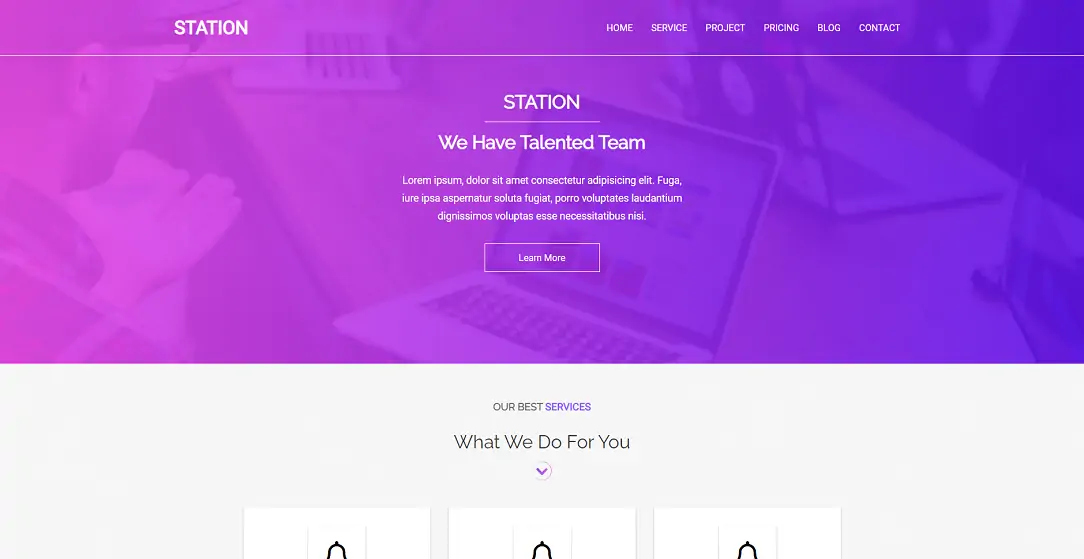 STATION
HOME SERVICE PROJECT PRICING BLOG CONTACT
STATION
We Have Talented Team
Lorem ipsum, dolor sit amet consectetur adipisicing elit. Fuga,
iure ipsa aspernatur soluta fugiat, porro voluptates laudantium
dignissimos voluptas esse necessitatibus nisi.
Learn More
OUR BEST SERVICES
What We Do For You